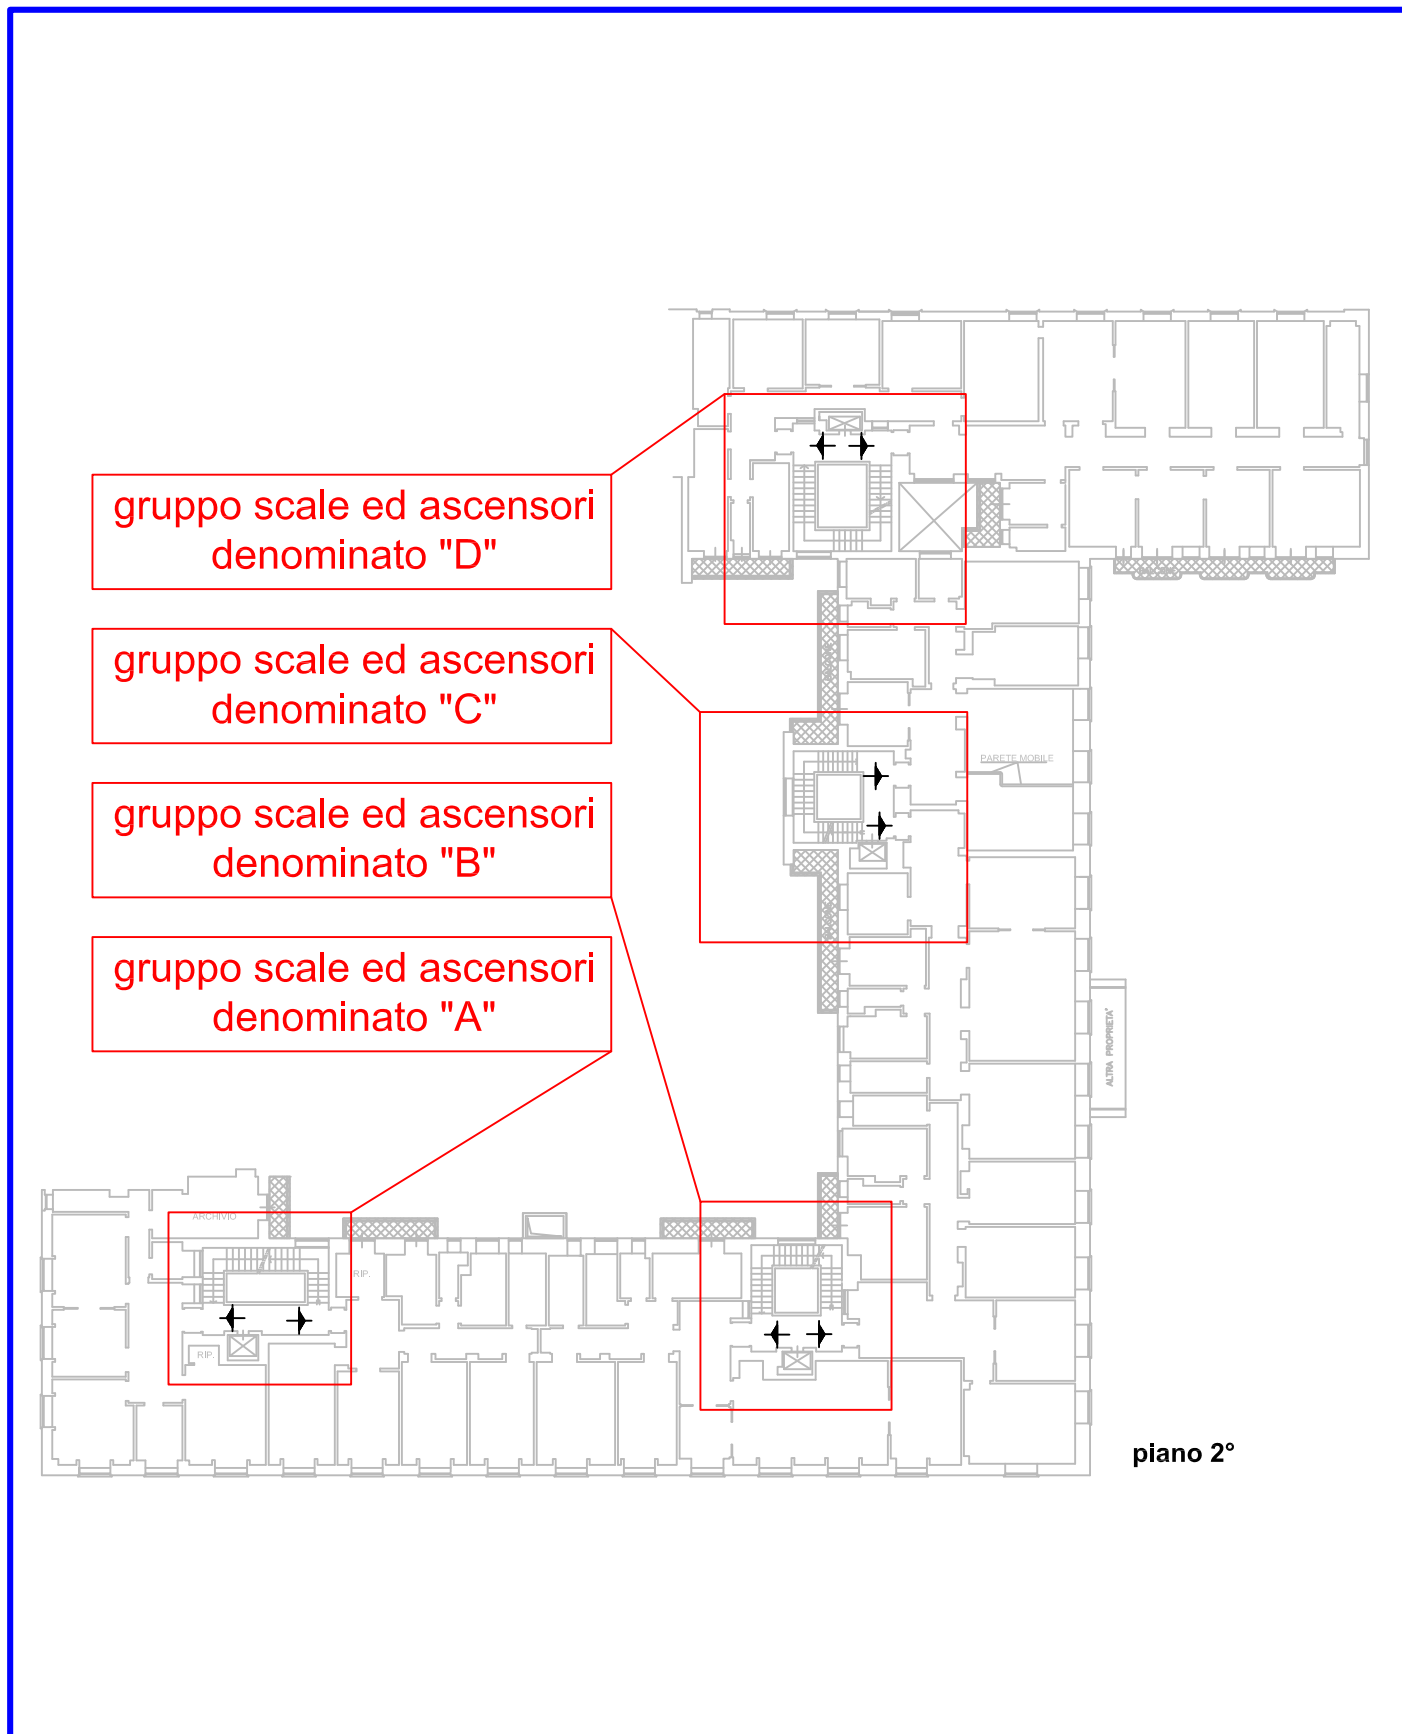 gruppo scale ed ascensori
denominato "D"
gruppo scale ed ascensori
denominato "C"
PARETE MOBILE
gruppo scale ed ascensori
denominato "B"
gruppo scale ed ascensori
denominato "A"
ALTRA PROPRIETA'
ARCHIVIO
RIP.
RIP.
piano 2°